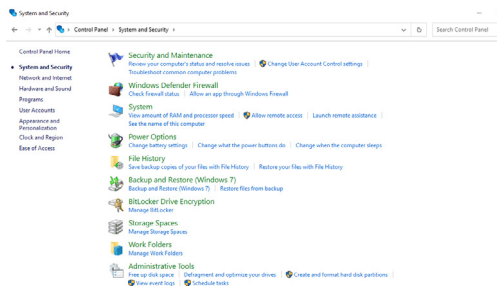 System and Security
Control Panel › System and Security ›
Search Control Panel
Control Panel Home
System and Security
Network and Internet
Hardware and Sound
Programs
User Accounts
Appearance and
Personalization
Clock and Region
Ease of Access
Security and Maintenance
Review your computer's status and resolve issues | Change User Account Control settings |
Troubleshoot common computer problems
Windows Defender Firewall
Check firewall status | Allow an app through Windows Firewall
System
View amount of RAM and processor speed | Allow remote access | Launch remote assistance |
See the name of this computer
Power Options
Change battery settings | Change what the power buttons do | Change when the computer sleeps
File History
Save backup copies of your files with File History | Restore your files with File History
Backup and Restore (Windows 7)
Backup and Restore (Windows 7) | Restore files from backup
BitLocker Drive Encryption
Manage BitLocker
Storage Spaces
Manage Storage Spaces
Work Folders
Manage Work Folders
Administrative Tools
Free up disk space | Defragment and optimize your drives | Create and format hard disk partitions |
View event logs | Schedule tasks